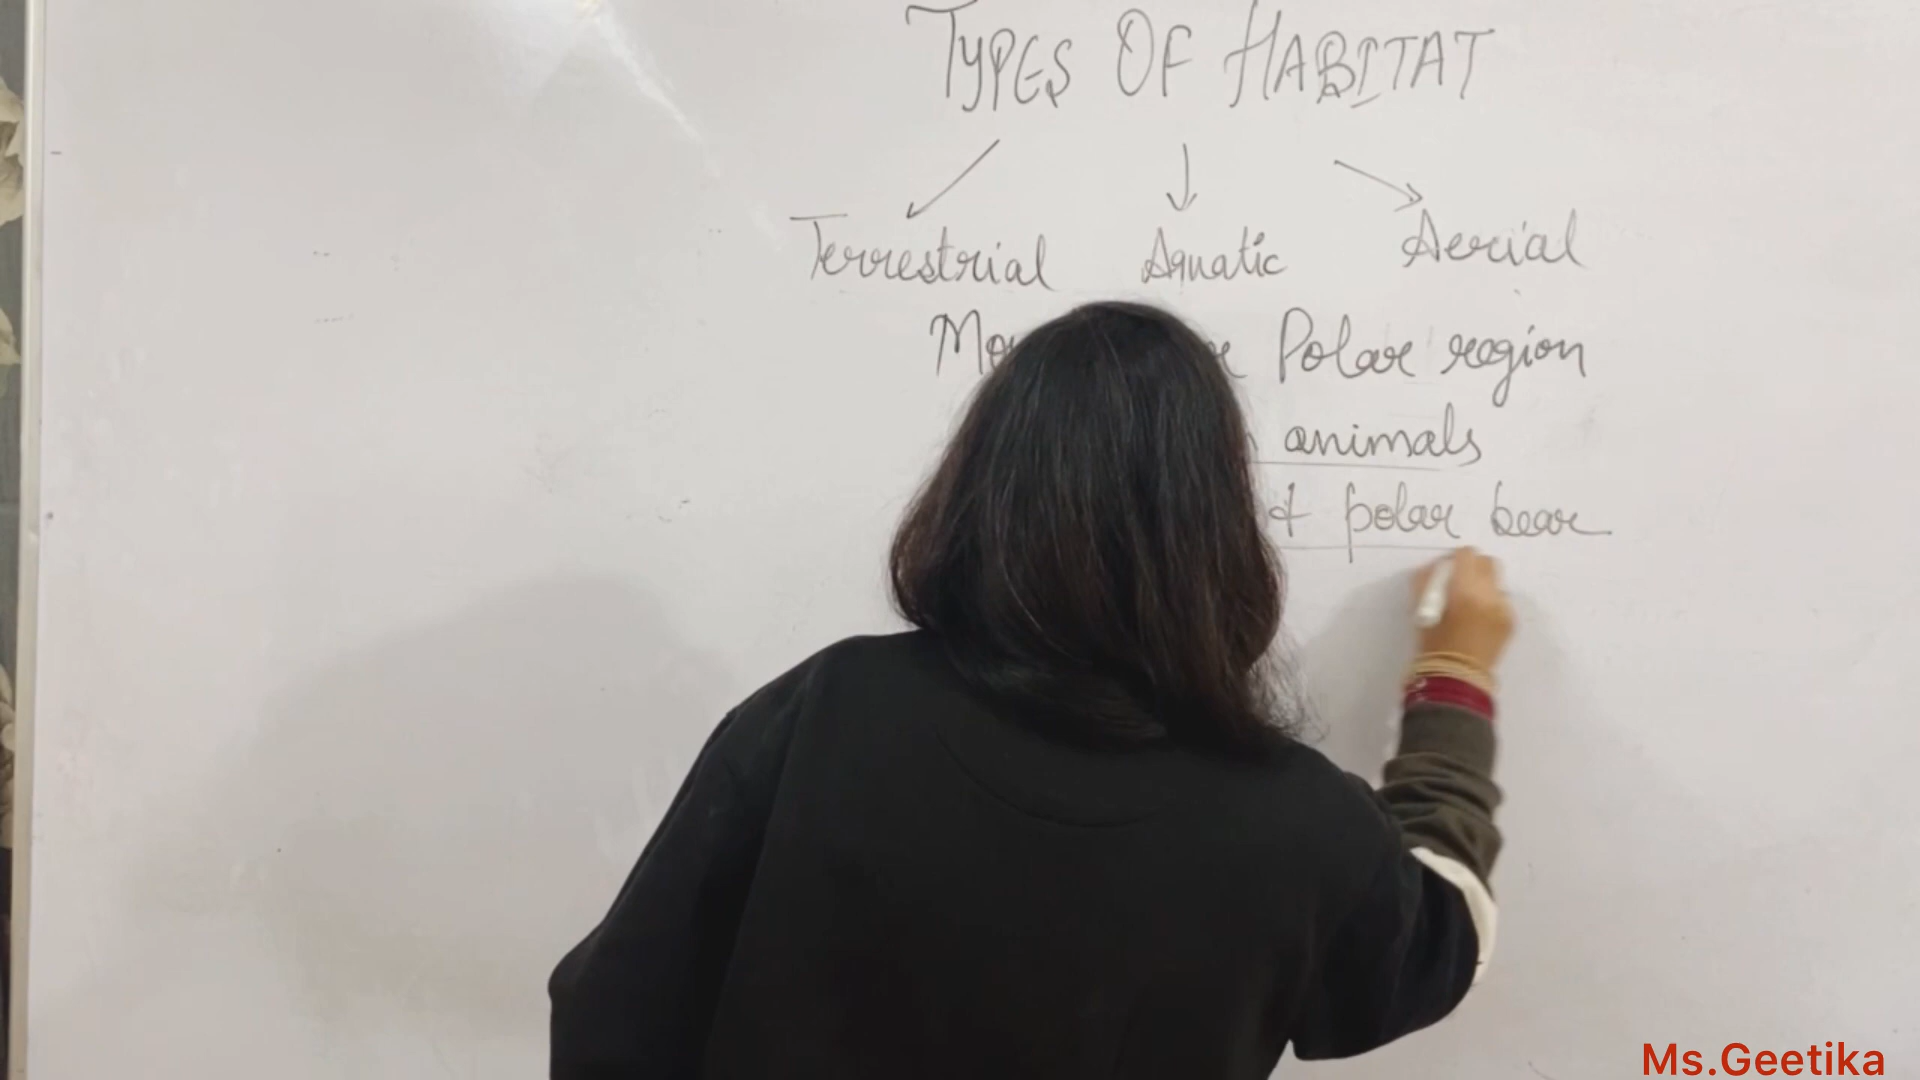 TYPES OF HABITAT
Terrestrial Aquatic Aerial
Polar region
animals
& polar bear
Ms.Geetika